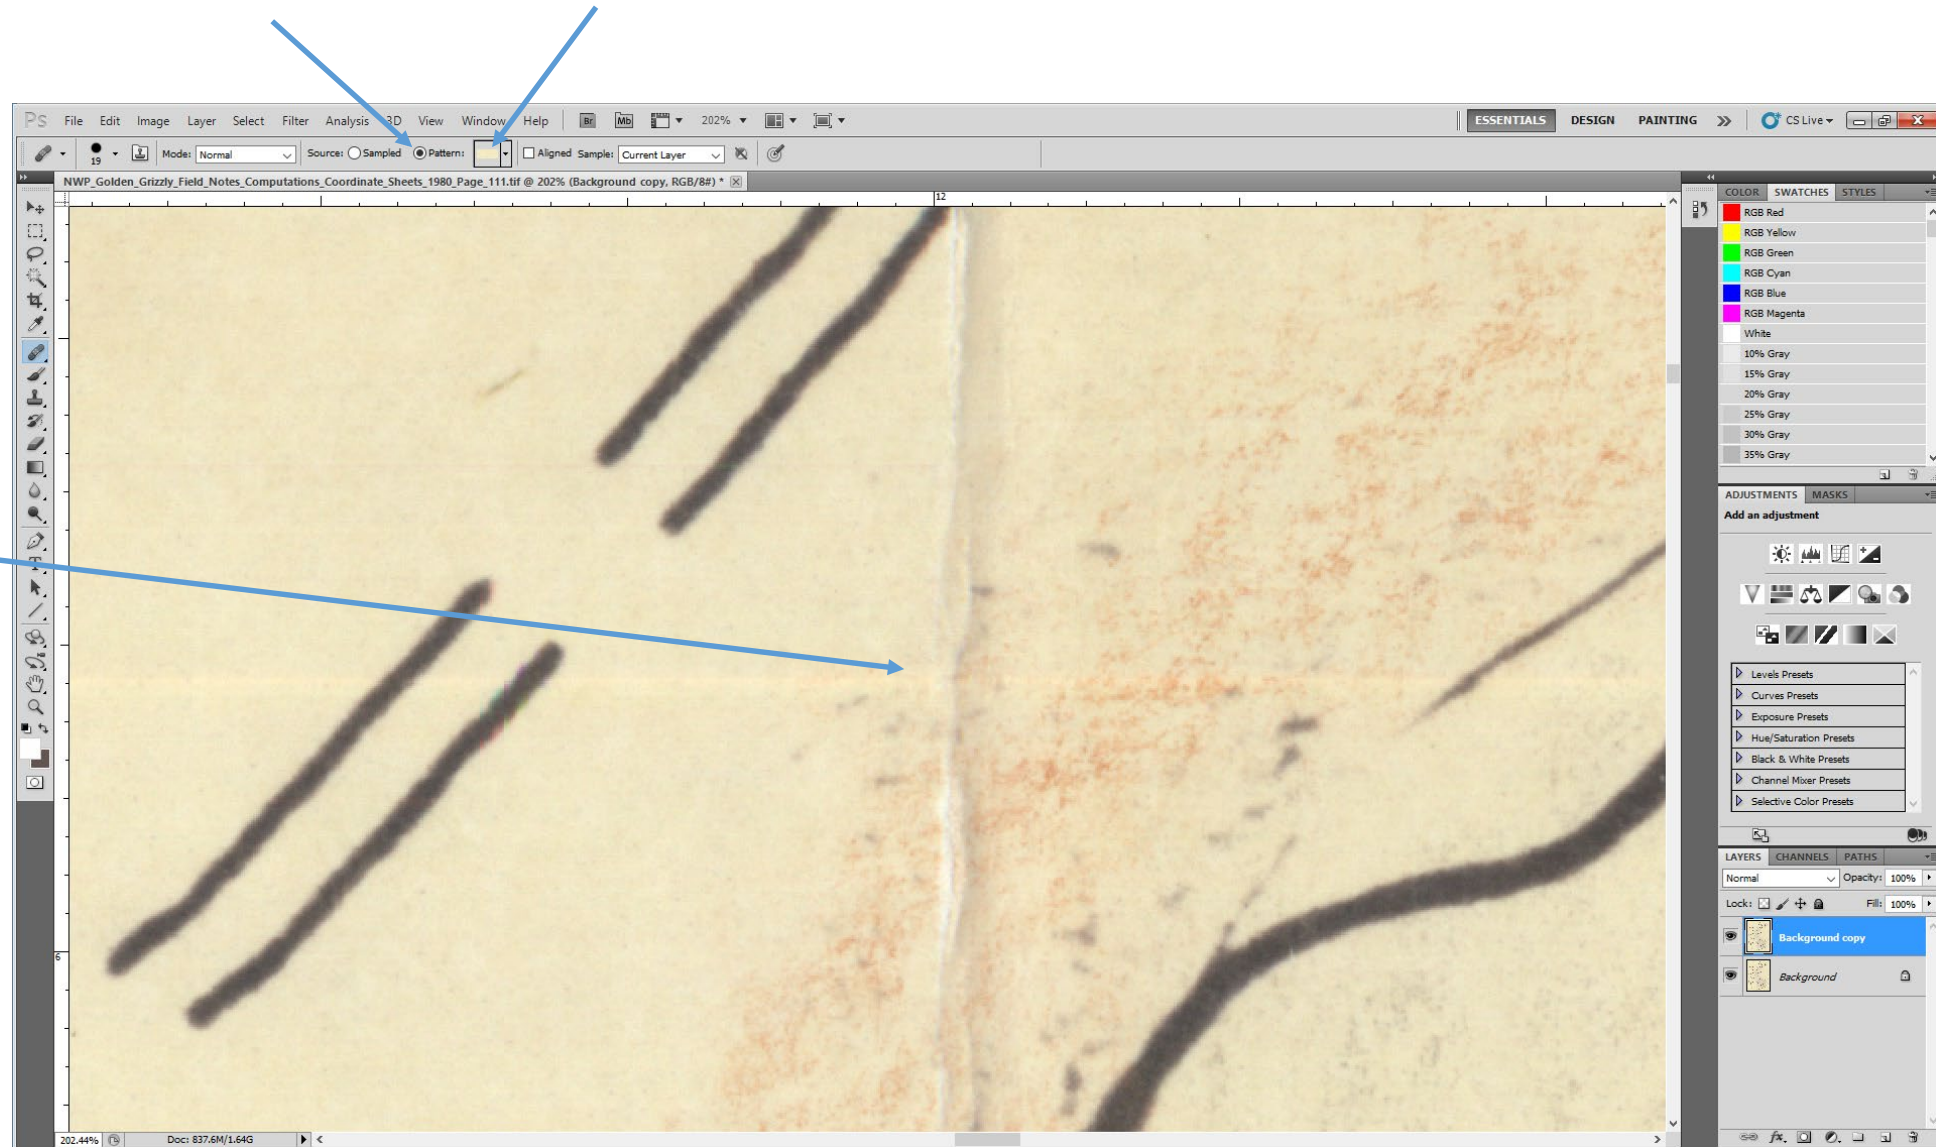 Ps File Edit Image Layer Select Filter Analysis 3D View Window Help Br Mb 202% ESSENTIALS DESIGN PAINTING CS Live
19 Mode: Normal Source: Sampled Pattern: Aligned Sample: Current Layer
NWP_Golden_Grizzly_Field_Notes_Computations_Coordinate_Sheets_1980_Page_111.tif @ 202% (Background copy, RGB/8#) *
12
6
COLOR SWATCHES STYLES
RGB Red
RGB Yellow
RGB Green
RGB Cyan
RGB Blue
RGB Magenta
White
10% Gray
15% Gray
20% Gray
25% Gray
30% Gray
35% Gray
ADJUSTMENTS MASKS
Add an adjustment
Levels Presets
Curves Presets
Exposure Presets
Hue/Saturation Presets
Black & White Presets
Channel Mixer Presets
Selective Color Presets
LAYERS CHANNELS PATHS
Normal Opacity: 100%
Lock: Fill: 100%
Background copy
Background
202.44% Doc: 837.6M/1.64G